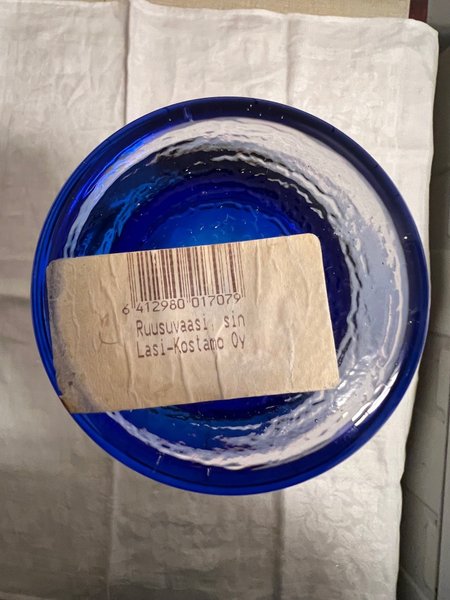 6 412980 017079
Ruusuvaasi, sin
Lasi-Kostamo Oy